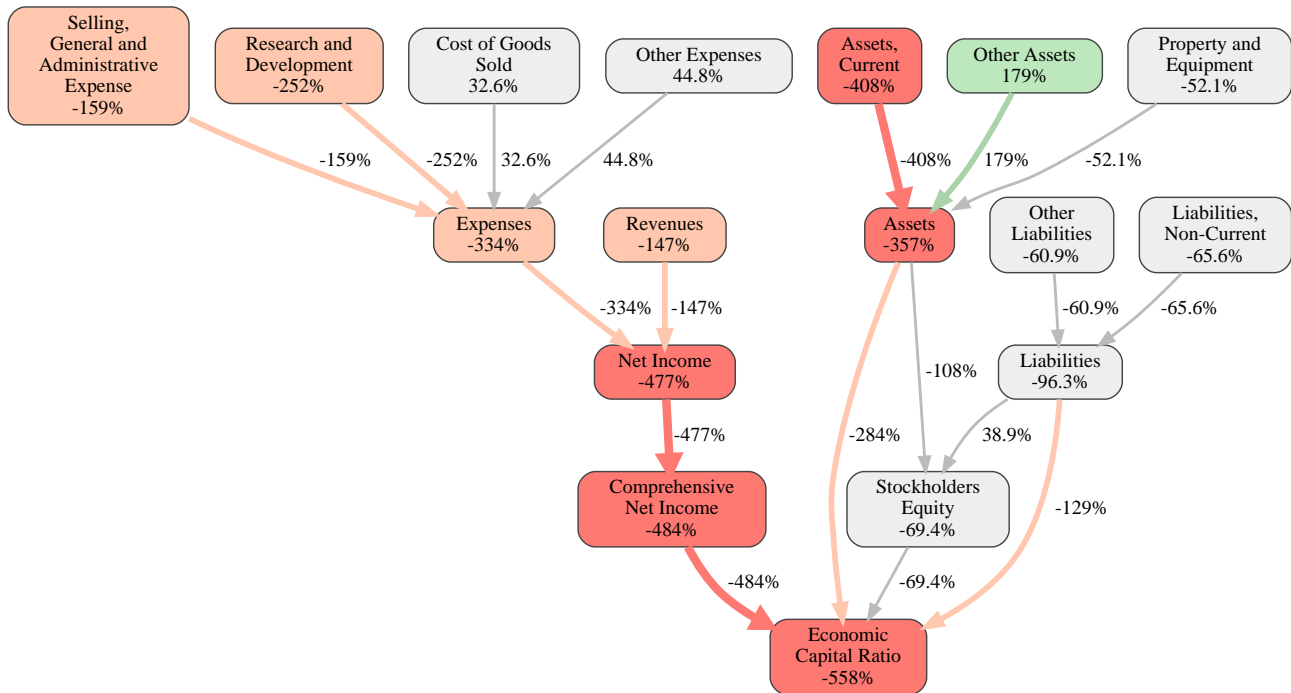 Selling,
General and
Administrative
Expense
-159%
Research and
Development
-252%
Cost of Goods
Sold
32.6%
Other Expenses
44.8%
Assets,
Current
-408%
Other Assets
179%
Property and
Equipment
-52.1%
-159%
-252%
32.6%
44.8%
-408%
179%
-52.1%
Expenses
-334%
Revenues
-147%
Assets
-357%
Other
Liabilities
-60.9%
Liabilities,
Non-Current
-65.6%
-334%
-147%
-60.9%
-65.6%
Net Income
-477%
-108%
Liabilities
-96.3%
-477%
-284%
38.9%
Comprehensive
Net Income
-484%
Stockholders
Equity
-69.4%
-129%
-484%
-69.4%
Economic
Capital Ratio
-558%